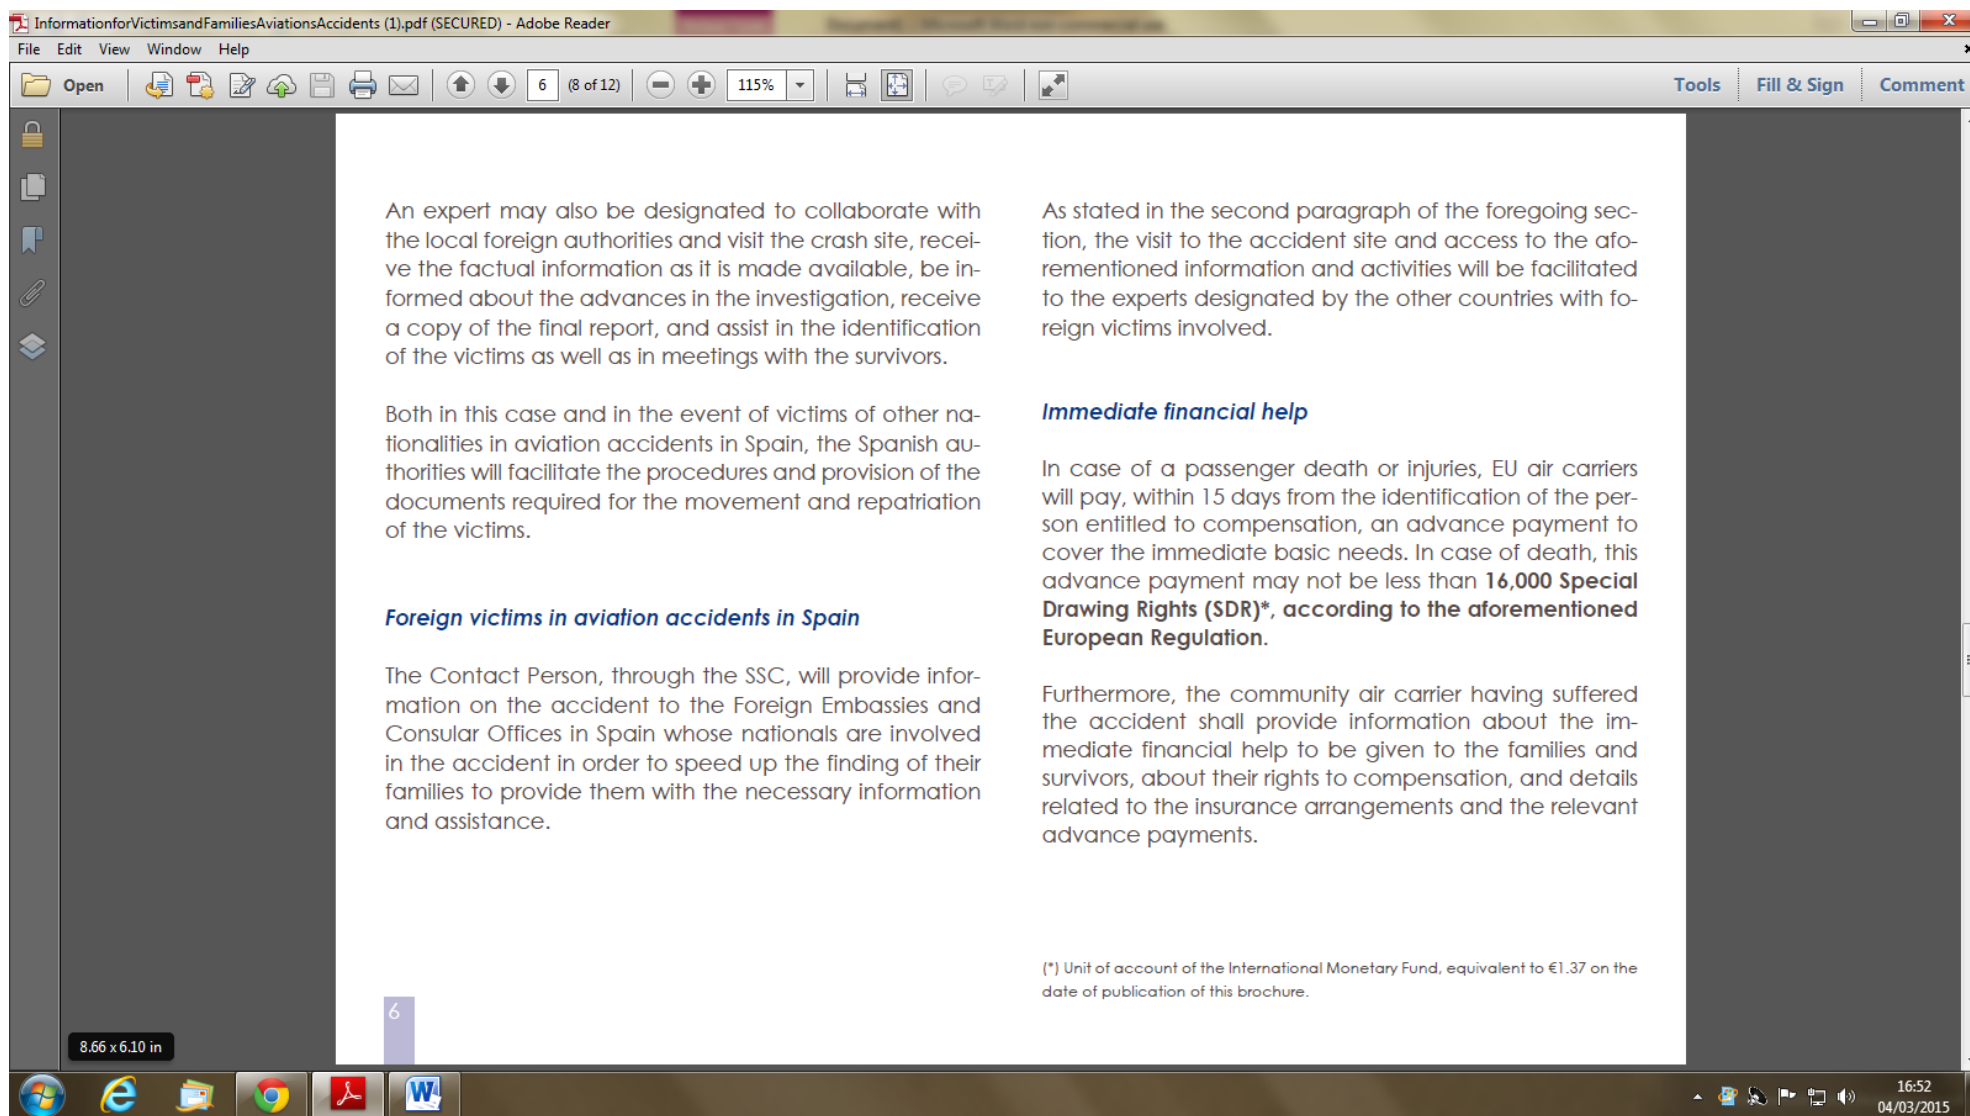 InformationforVictimsandFamiliesAviationsAccidents (1).pdf (SECURED) - Adobe Reader
File Edit View Window Help
Open 6 (8 of 12) 115% Tools Fill & Sign Comment
An expert may also be designated to collaborate with
the local foreign authorities and visit the crash site, recei-
ve the factual information as it is made available, be in-
formed about the advances in the investigation, receive
a copy of the final report, and assist in the identification
of the victims as well as in meetings with the survivors.
Both in this case and in the event of victims of other na-
tionalities in aviation accidents in Spain, the Spanish au-
thorities will facilitate the procedures and provision of the
documents required for the movement and repatriation
of the victims.
Foreign victims in aviation accidents in Spain
The Contact Person, through the SSC, will provide infor-
mation on the accident to the Foreign Embassies and
Consular Offices in Spain whose nationals are involved
in the accident in order to speed up the finding of their
families to provide them with the necessary information
and assistance.
6
As stated in the second paragraph of the foregoing sec-
tion, the visit to the accident site and access to the afo-
rementioned information and activities will be facilitated
to the experts designated by the other countries with fo-
reign victims involved.
Immediate financial help
In case of a passenger death or injuries, EU air carriers
will pay, within 15 days from the identification of the per-
son entitled to compensation, an advance payment to
cover the immediate basic needs. In case of death, this
advance payment may not be less than 16,000 Special
Drawing Rights (SDR)*, according to the aforementioned
European Regulation.
Furthermore, the community air carrier having suffered
the accident shall provide information about the im-
mediate financial help to be given to the families and
survivors, about their rights to compensation, and details
related to the insurance arrangements and the relevant
advance payments.
(*) Unit of account of the International Monetary Fund, equivalent to €1.37 on the
date of publication of this brochure.
8.66 x 6.10 in
16:52
04/03/2015